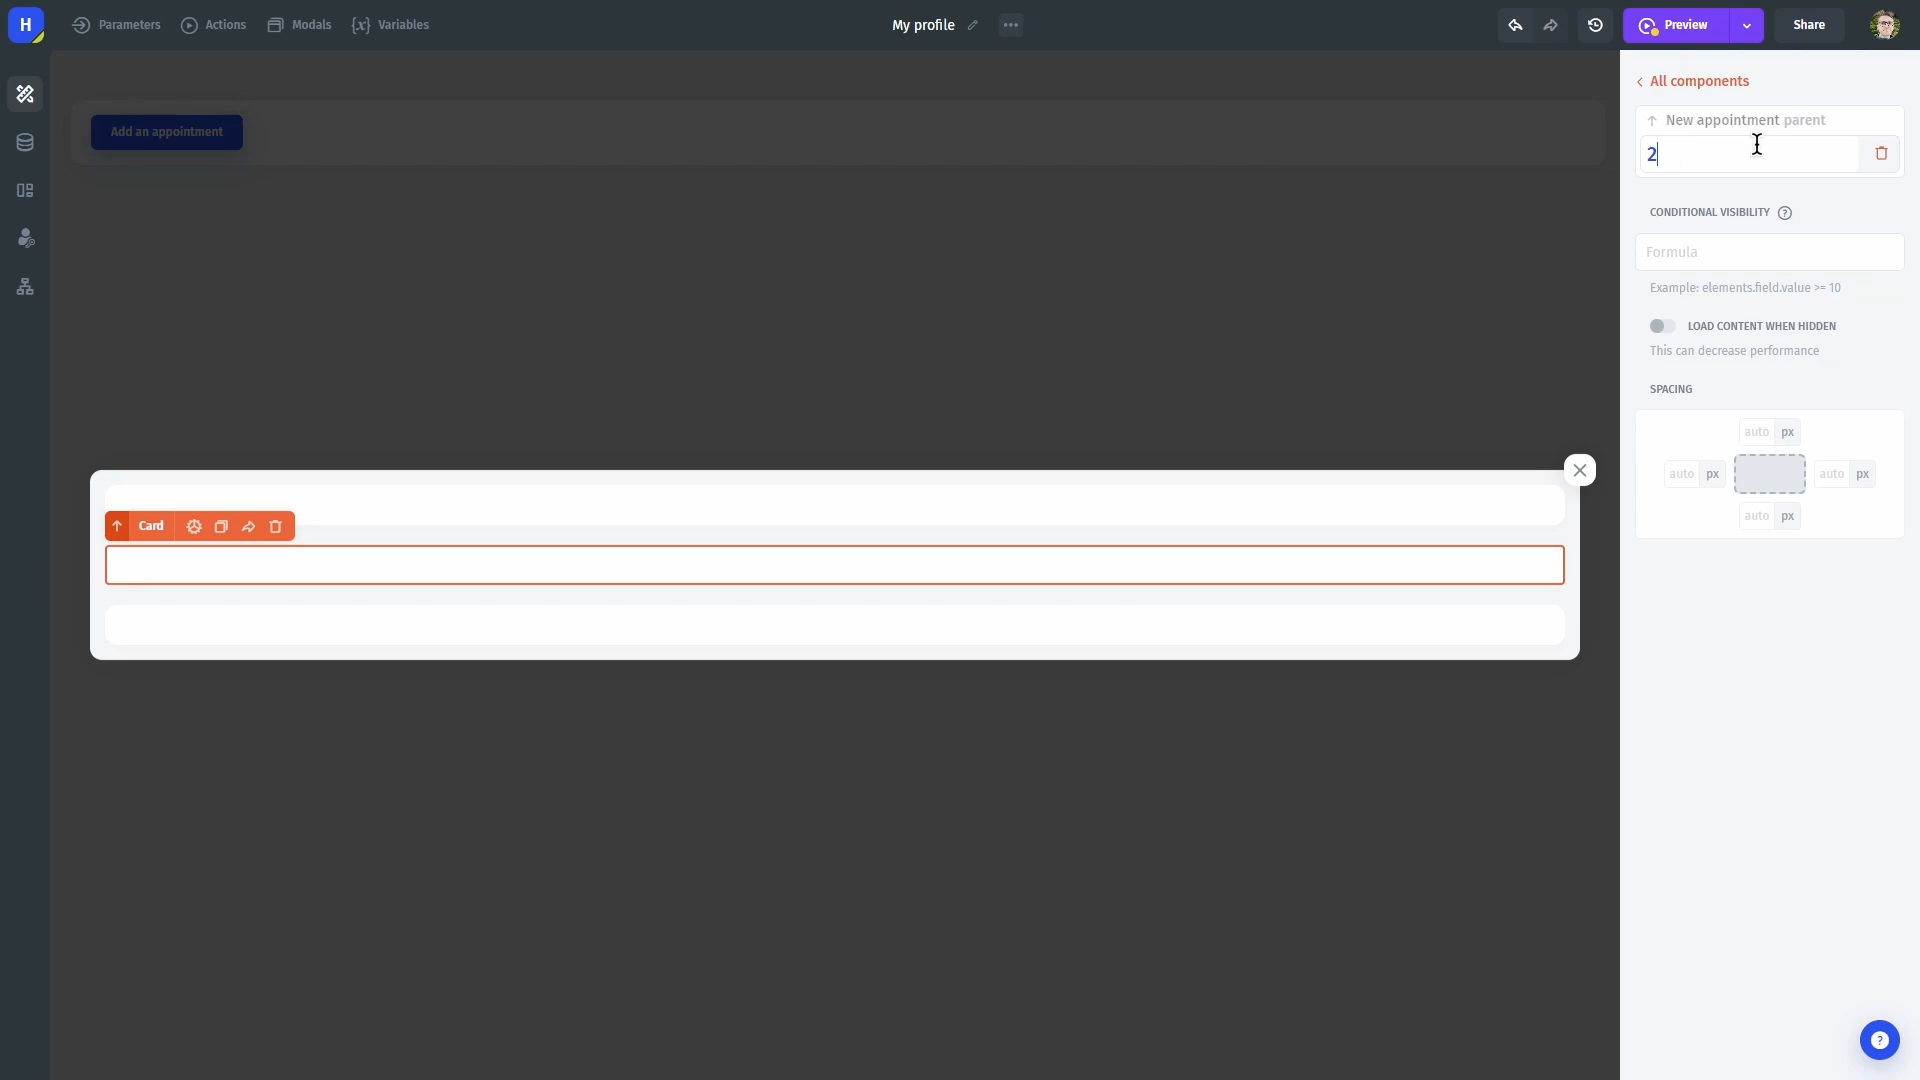 H
Parameters
Actions
Modals
{x} Variables
My profile
Preview
Share
Add an appointment
All components
New appointment parent
2
CONDITIONAL VISIBILITY ?
Formula
Example: elements.field.value >= 10
LOAD CONTENT WHEN HIDDEN
This can decrease performance
SPACING
auto px
auto px
auto px
auto px
Card
?